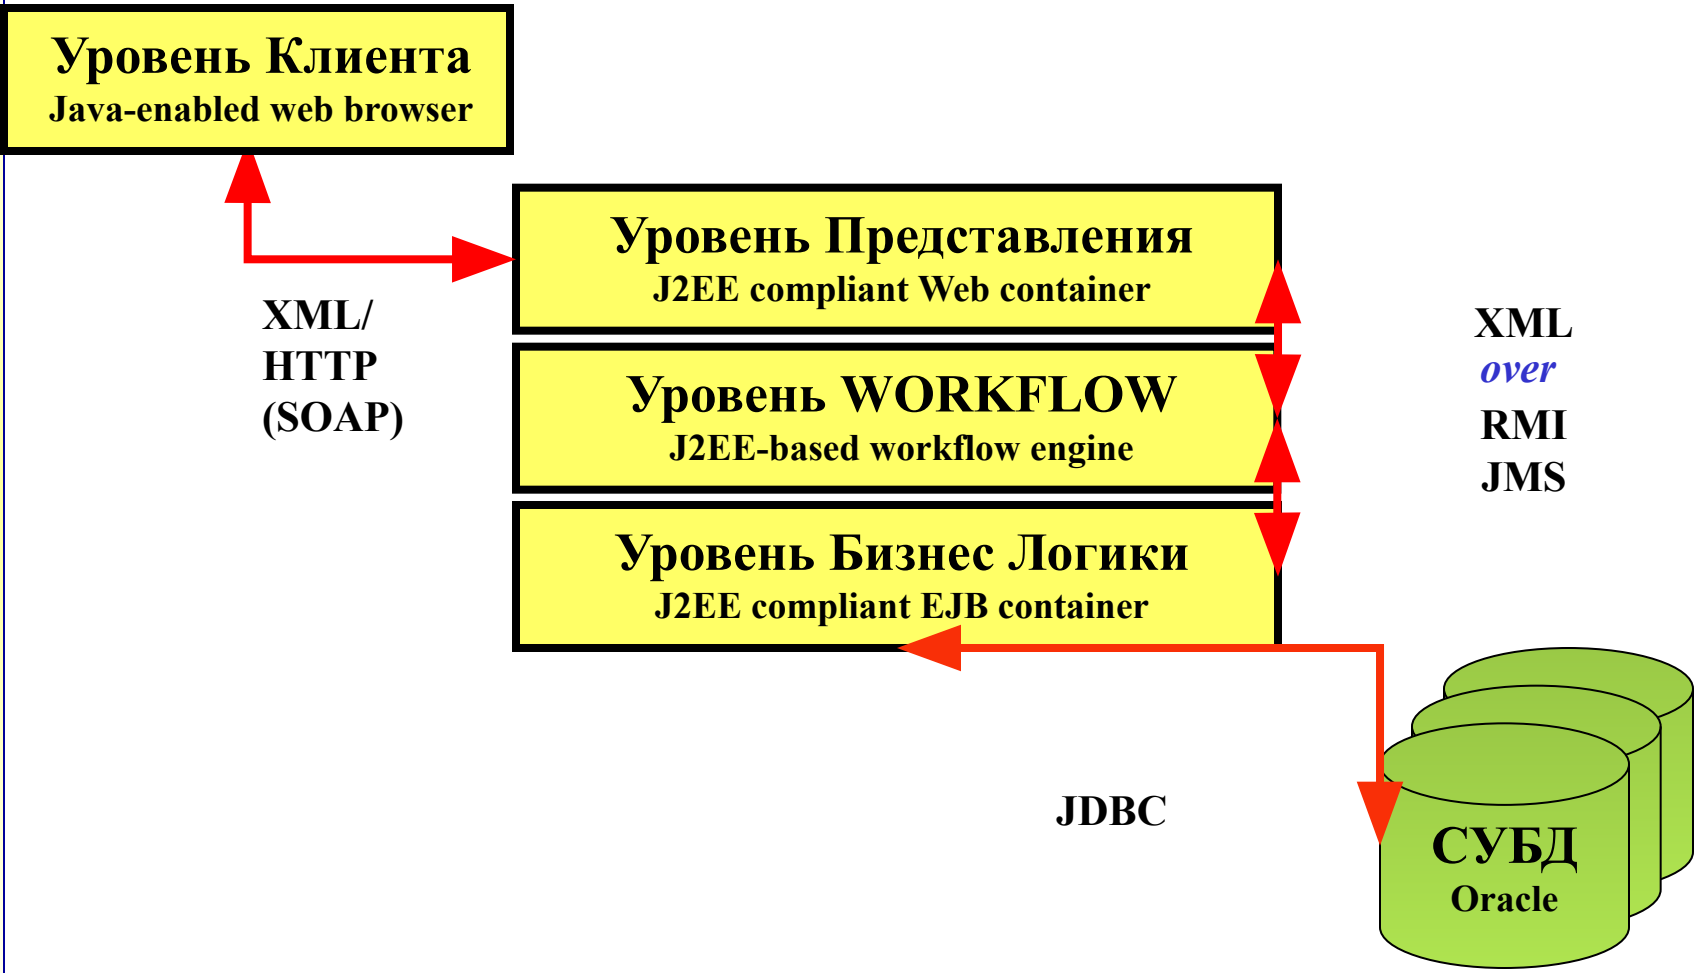 Уровень Клиента
Java-enabled web browser
Уровень Представления
J2EE compliant Web container
XML/
HTTP
(SOAP)
XML
over
RMI
JMS
Уровень WORKFLOW
J2EE-based workflow engine
Уровень Бизнес Логики
J2EE compliant EJB container
JDBC
СУБД
Oracle